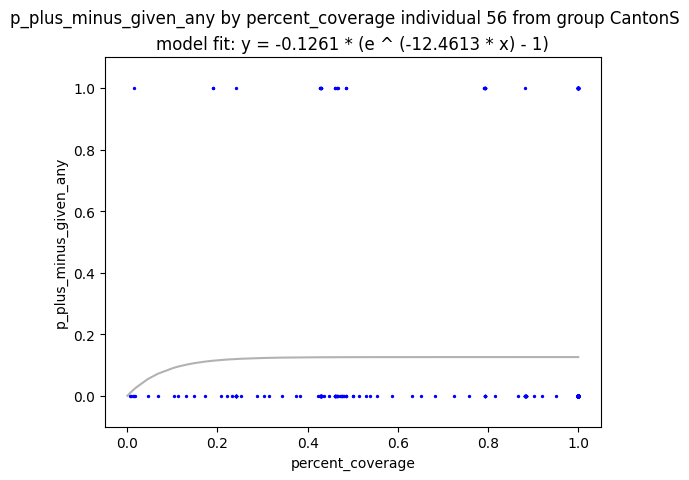 p_plus_minus_given_any by percent_coverage individual 56 from group CantonS
model fit: y = -0.1261 * (e ^ (-12.4613 * x) - 1)
1.0
0.8
0.6
0.4
0.2
0.0
p_plus_minus_given_any
0.0 0.2 0.4 0.6 0.8 1.0
percent_coverage